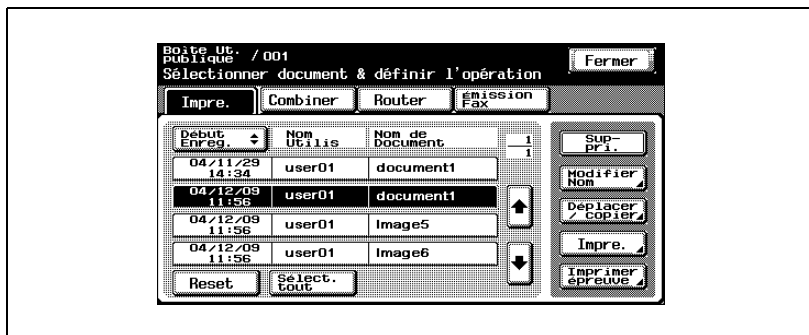 Boîte Ut. publique / 001
Fermer
Sélectionner document & définir l'opération
Impre.
Combiner
Router
Émission Fax
Début Enreg.
Nom Utilis
Nom de Document
1
1
Sup-
pri.
04/11/29 14:34 user01 document1
Modifier Nom
04/12/09 11:56 user01 document1
Déplacer / copier
04/12/09 11:56 user01 Image5
Impre.
04/12/09 11:56 user01 Image6
Imprimer épreuve
Reset
Sélect. tout